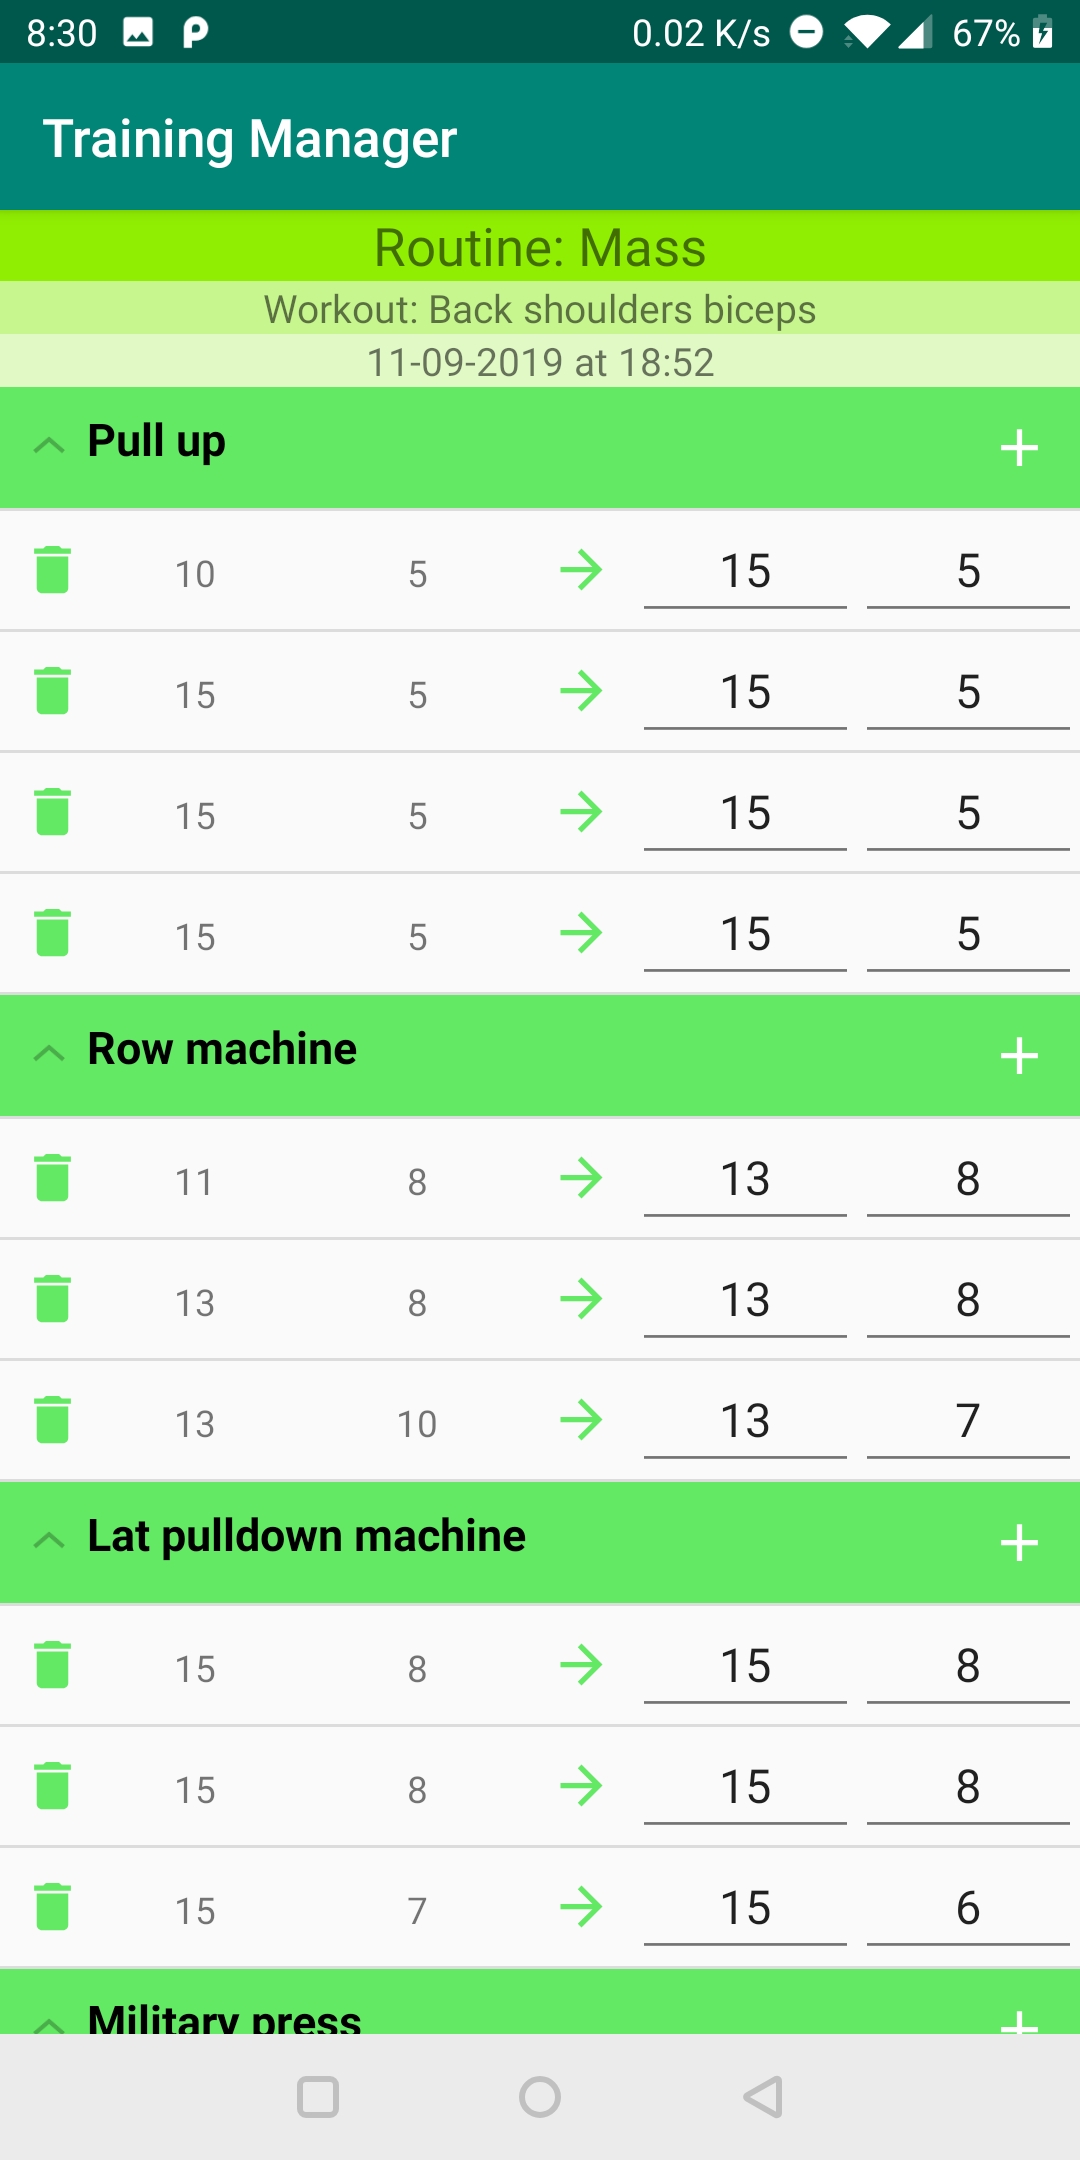 8:30 0.02 K/s 67%
Training Manager
Routine: Mass
Workout: Back shoulders biceps
11-09-2019 at 18:52
Pull up
10 5 15 5
15 5 15 5
15 5 15 5
15 5 15 5
Row machine
11 8 13 8
13 8 13 8
13 10 13 7
Lat pulldown machine
15 8 15 8
15 8 15 8
15 7 15 6
Military press